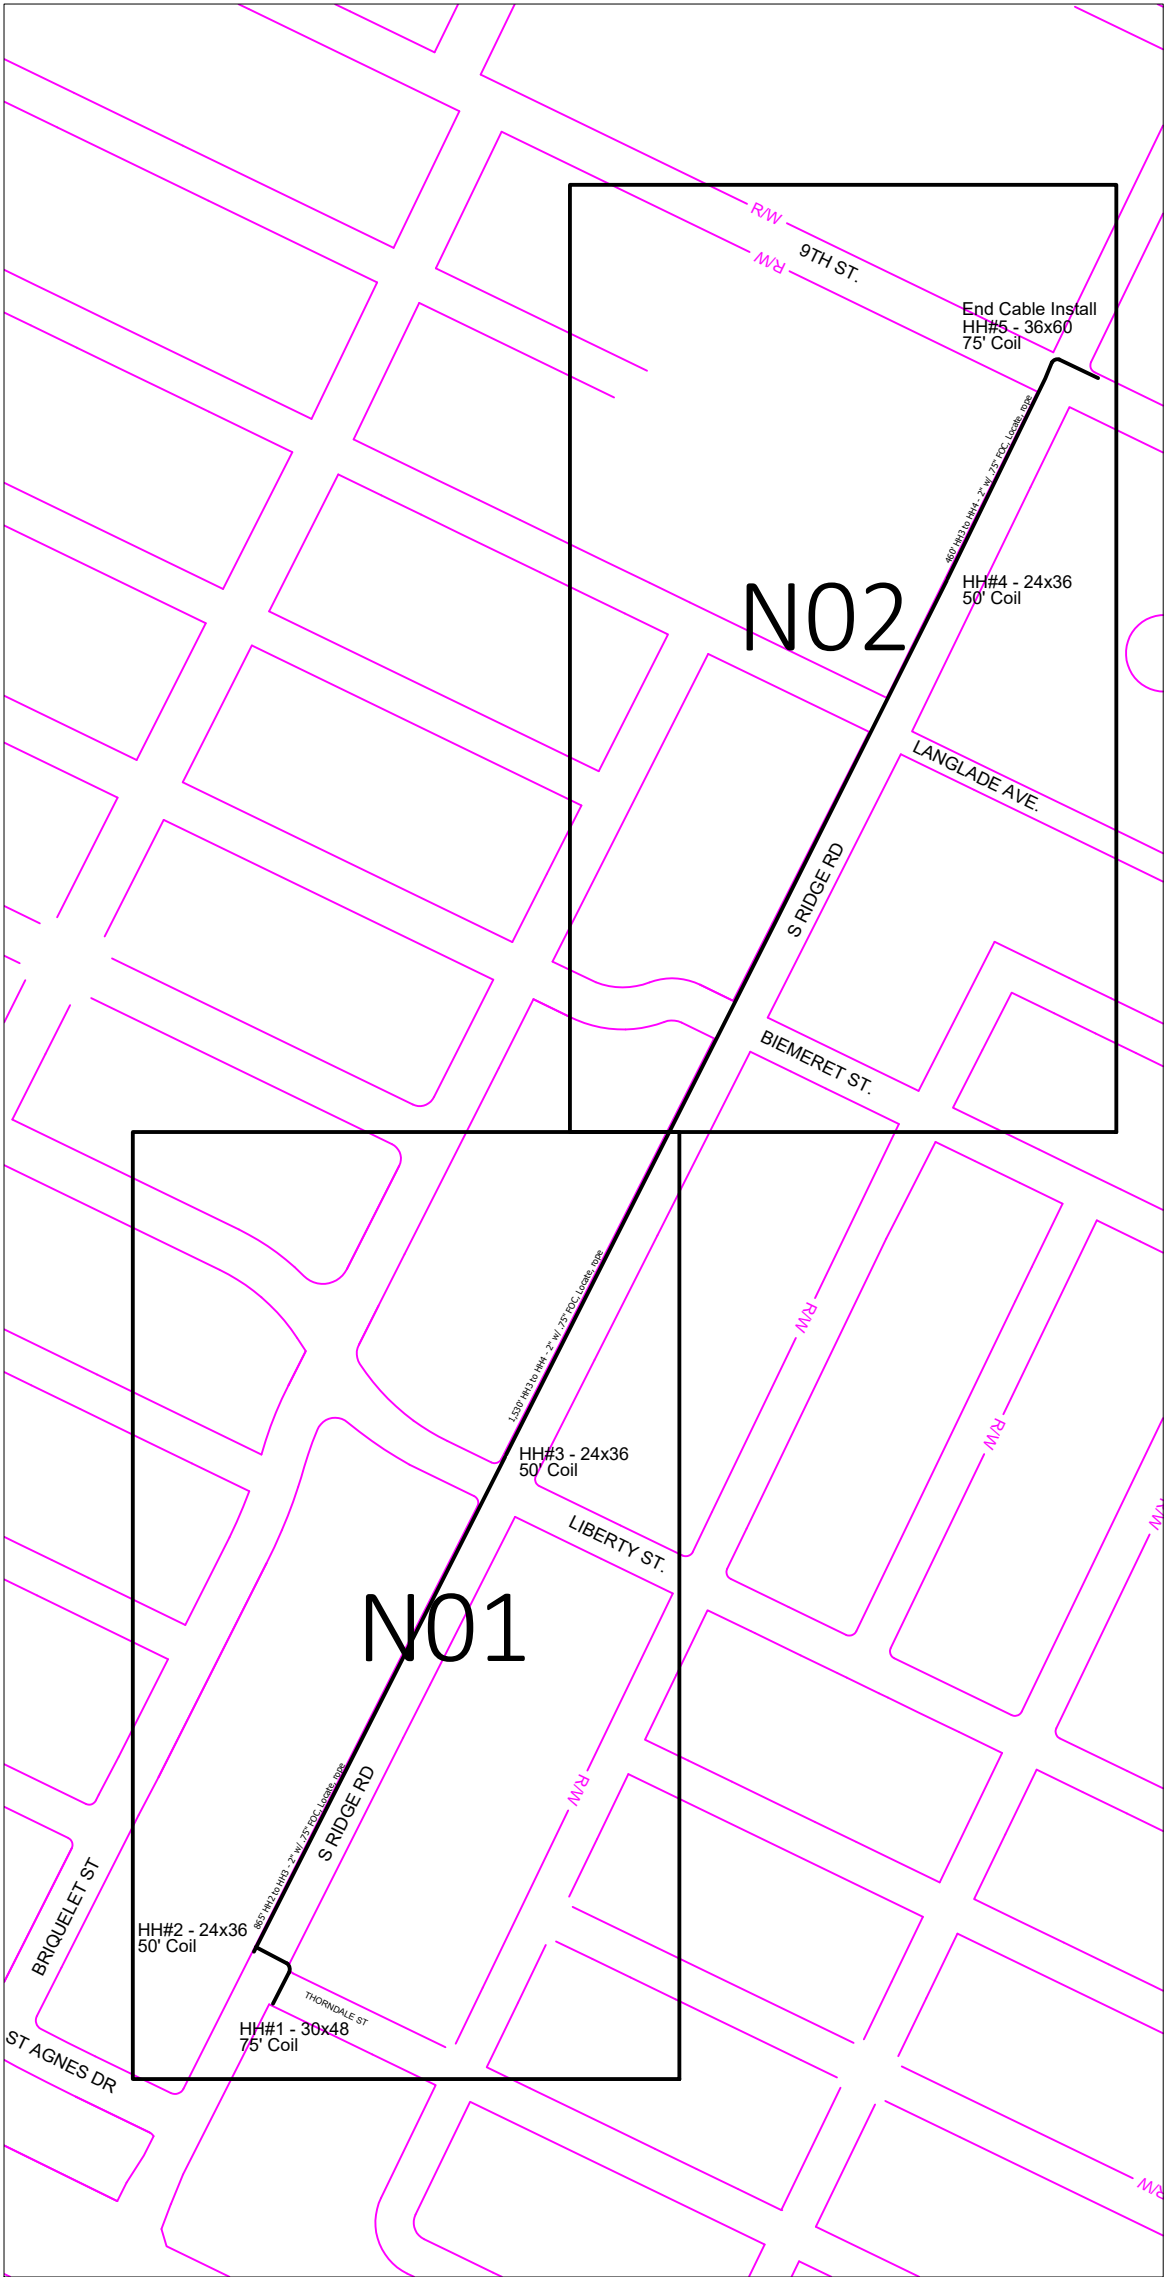 R/W
9TH ST.
R/W
End Cable Install
HH#5 - 36x60
75' Coil
460' HH3 to HH4 - 2" w/ .75" FOC, Locate, rope
HH#4 - 24x36
50' Coil
N02
LANGLADE AVE.
S RIDGE RD
BIEMERET ST.
1,530' HH3 to HH4 - 2" w/ .75" FOC, Locate, rope
R/W
R/W
R/W
HH#3 - 24x36
50' Coil
LIBERTY ST.
N01
R/W
865' HH2 to HH3 - 2" w/ .75" FOC, Locate, rope
S RIDGE RD
BRIQUELET ST
HH#2 - 24x36
50' Coil
THORNDALE ST
HH#1 - 30x48
75' Coil
ST AGNES DR
R/W